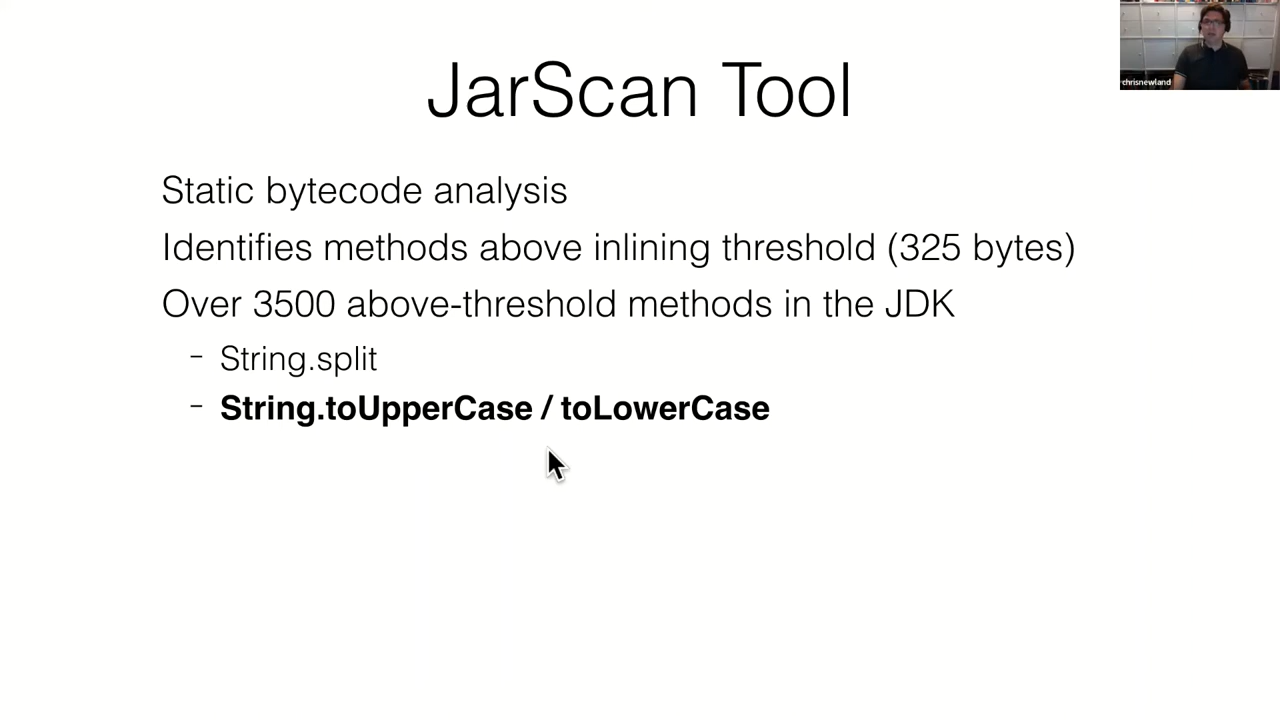 JarScan Tool
chrisnewland
Static bytecode analysis
Identifies methods above inlining threshold (325 bytes)
Over 3500 above-threshold methods in the JDK
- String.split
- String.toUpperCase / toLowerCase